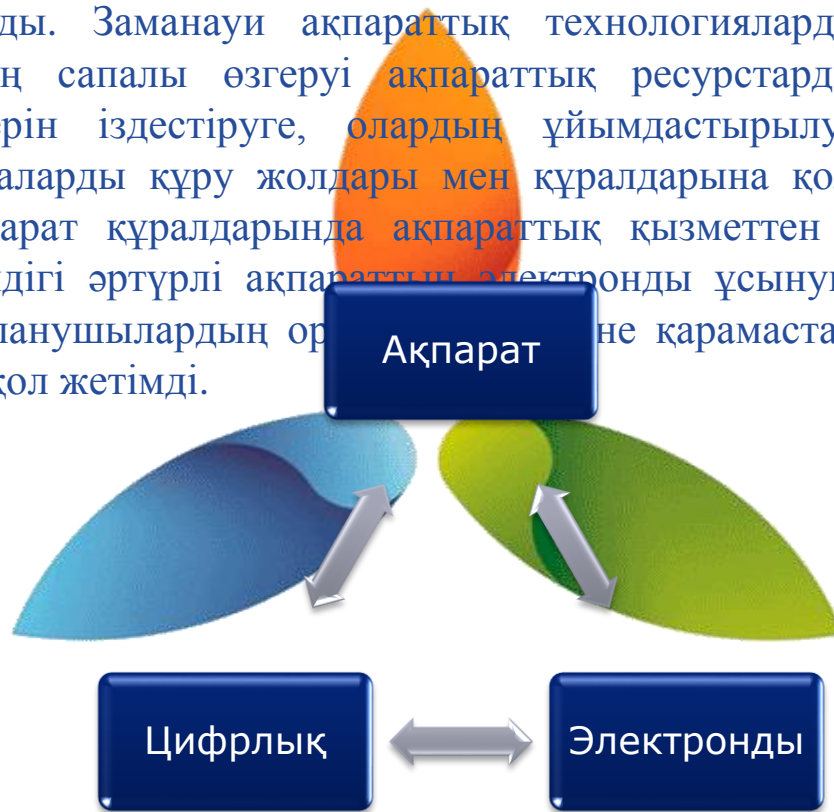 ды. Заманауи ақпараттық технологиялард
ң сапалы өзгеруі ақпараттық ресурстард
ерін іздестіруге, олардың ұйымдастырылу
аларды құру жолдары мен құралдарына қо
арат құралдарында ақпараттық қызметтен
дігі әртүрлі ақпараттың электронды ұсыну
ланушылардың ор не қарамаста
қол жетімді.
Ақпарат
Цифрлық
Электронды